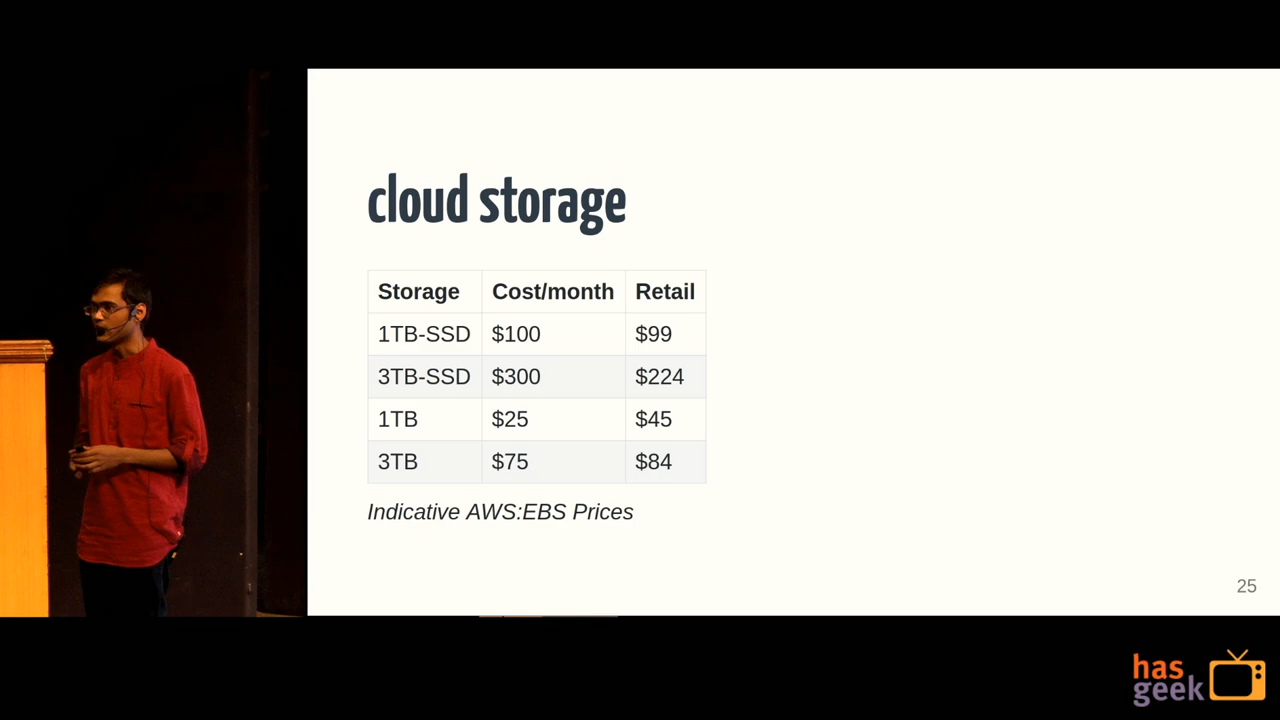 cloud storage
Storage Cost/month Retail
1TB-SSD $100 $99
3TB-SSD $300 $224
1TB $25 $45
3TB $75 $84
Indicative AWS:EBS Prices
25
has
geek